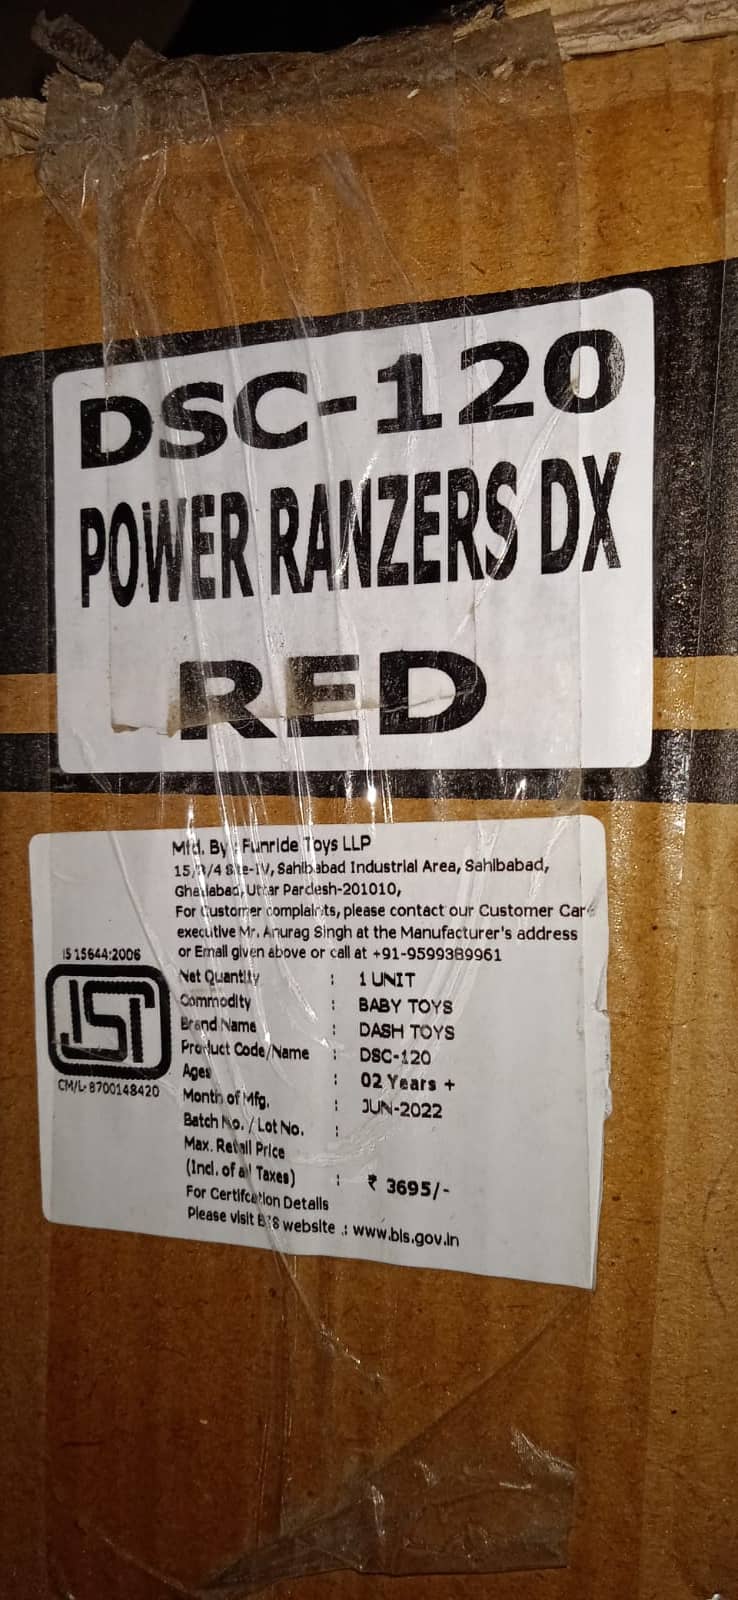 DSC-120
POWER RANZERS DX
RED
Mfd. By : Funride Toys LLP
15/3/4 Site-IV, Sahibabad Industrial Area, Sahibabad,
Ghaziabad, Uttar Pardesh-201010,
For Customer complaints, please contact our Customer Care
executive Mr. Anurag Singh at the Manufacturer's address
or Email given above or call at +91-9599389961
IS 15644:2006
ISI
CM/L- 8700148420
Net Quantity : 1 UNIT
Commodity : BABY TOYS
Brand Name : DASH TOYS
Product Code/Name : DSC-120
Ages : 02 Years +
Month of Mfg. : JUN-2022
Batch No. / Lot No. :
Max. Retail Price
(Incl. of all Taxes) : ₹ 3695/-
For Certifcation Details
Please visit BIS website .: www.bis.gov.in